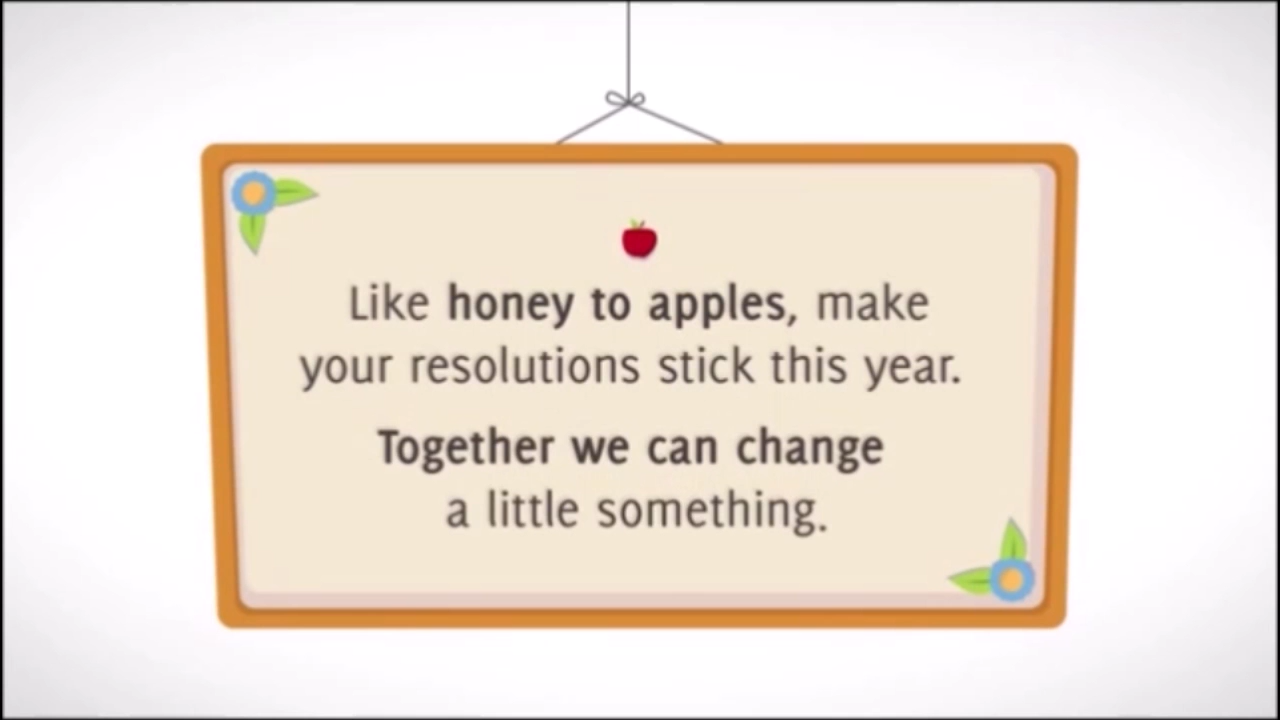 Like honey to apples, make
your resolutions stick this year.
Together we can change
a little something.